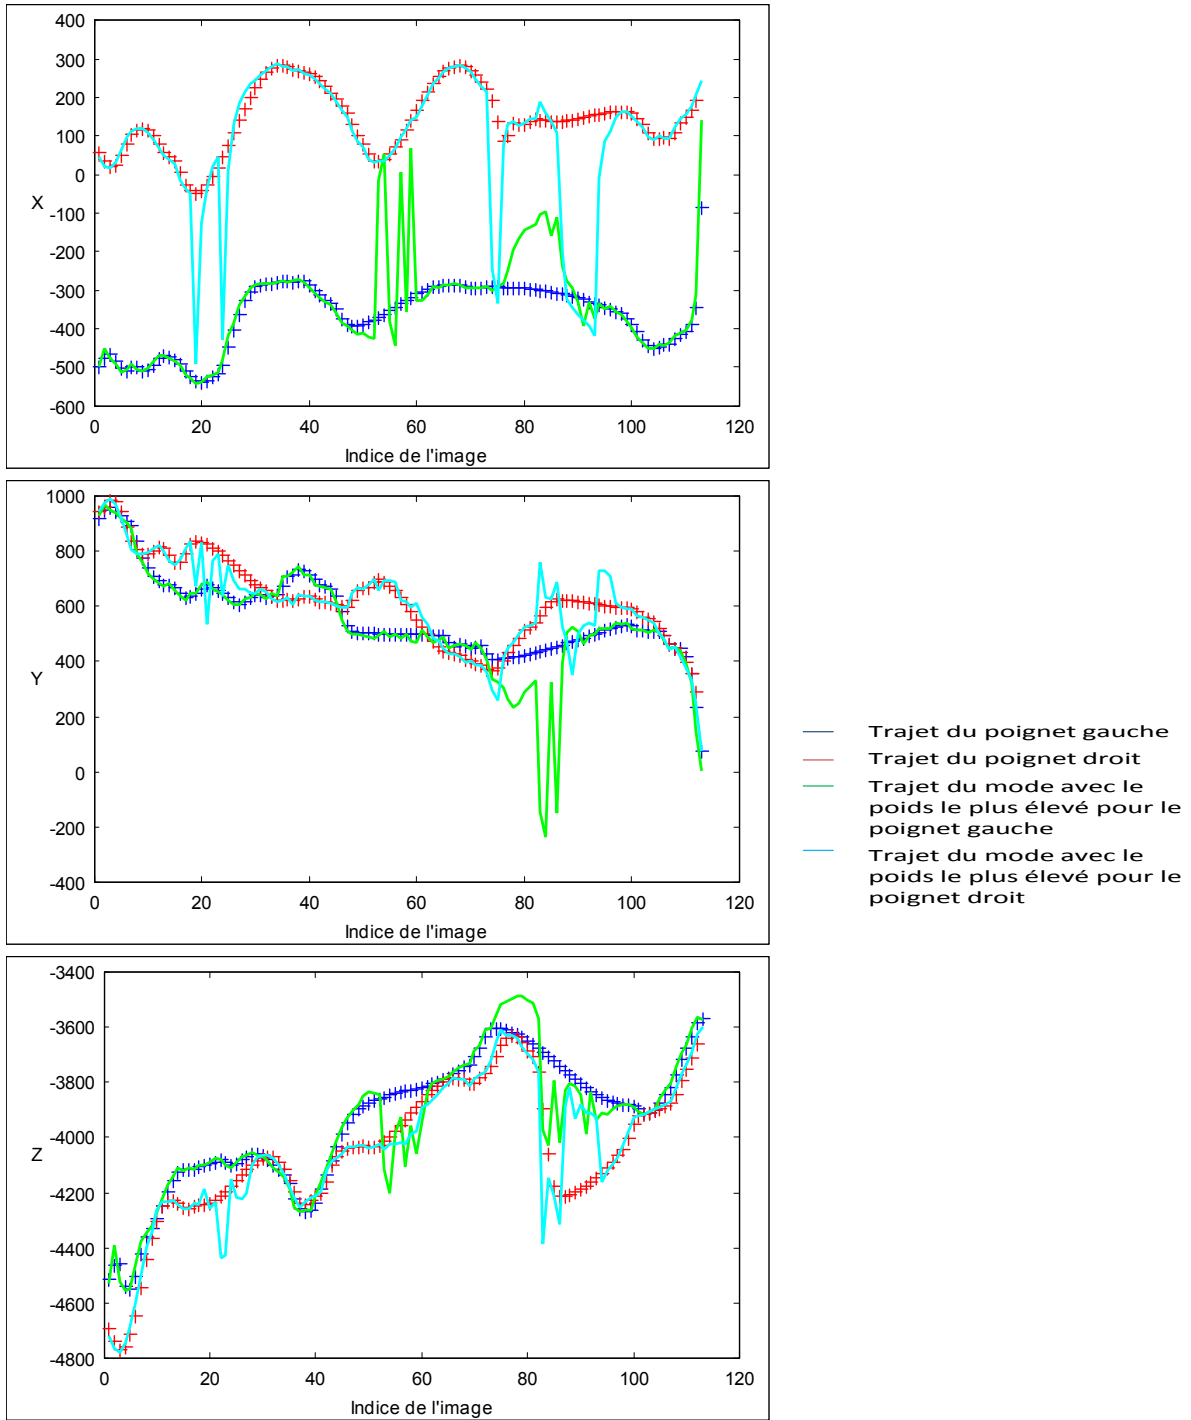 400
300
200
100
0
X
-100
-200
-300
-400
-500
-600
0 20 40 60 80 100 120
Indice de l'image
1000
800
600
400
Y
200
0
-200
-400
0 20 40 60 80 100 120
Indice de l'image
Trajet du poignet gauche
Trajet du poignet droit
Trajet du mode avec le
poids le plus élevé pour le
poignet gauche
Trajet du mode avec le
poids le plus élevé pour le
poignet droit
-3400
-3600
-3800
-4000
Z
-4200
-4400
-4600
-4800
0 20 40 60 80 100 120
Indice de l'image